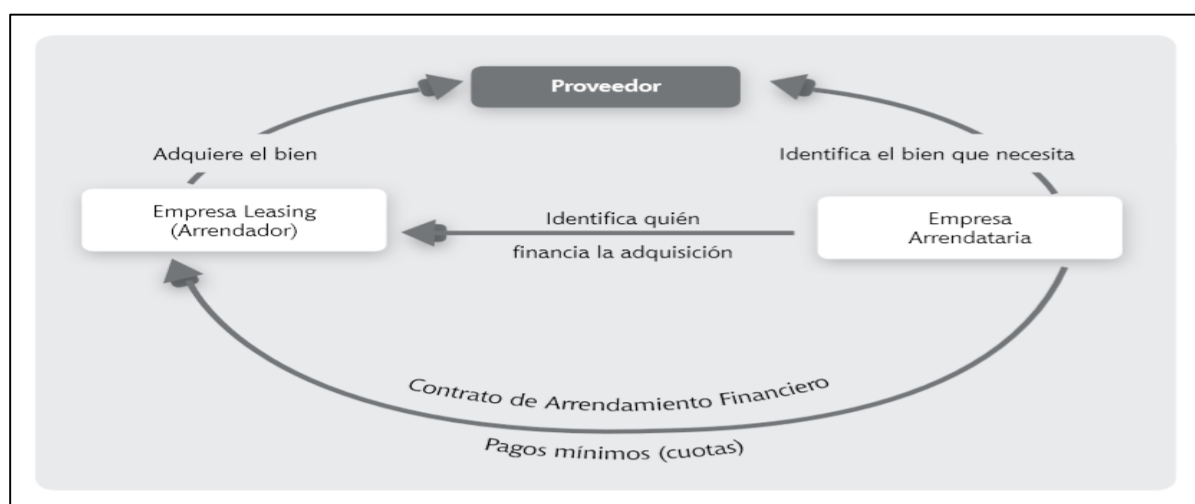 Proveedor
Adquiere el bien
Identifica el bien que necesita
Empresa Leasing
(Arrendador)
Identifica quién
financia la adquisición
Empresa
Arrendataria
Contrato de Arrendamiento Financiero
Pagos mínimos (cuotas)